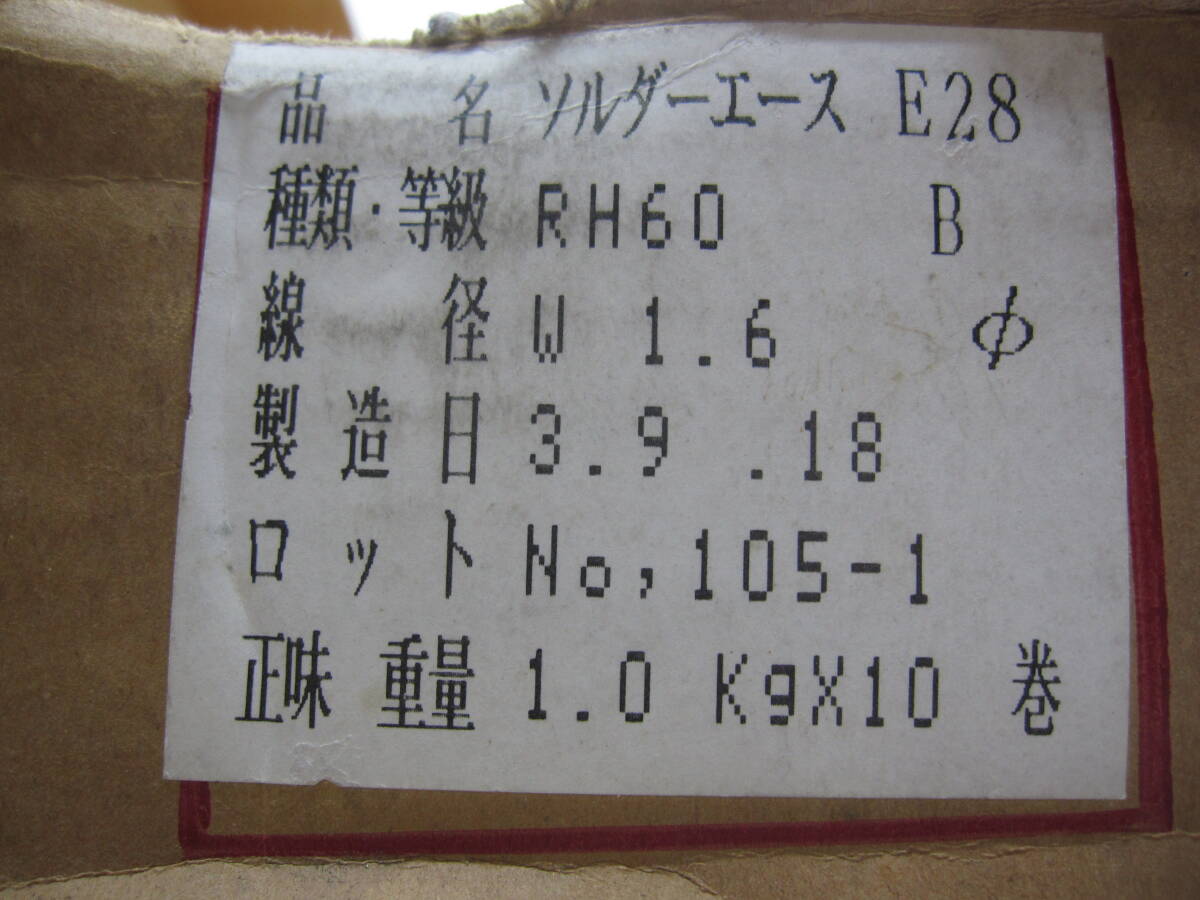 品名 ソルダーエース E28
種類・等級 RH60 B
線径 W 1.6 φ
製造日 3.9 .18
ロット No,105-1
正味重量 1.0 KgX10 巻